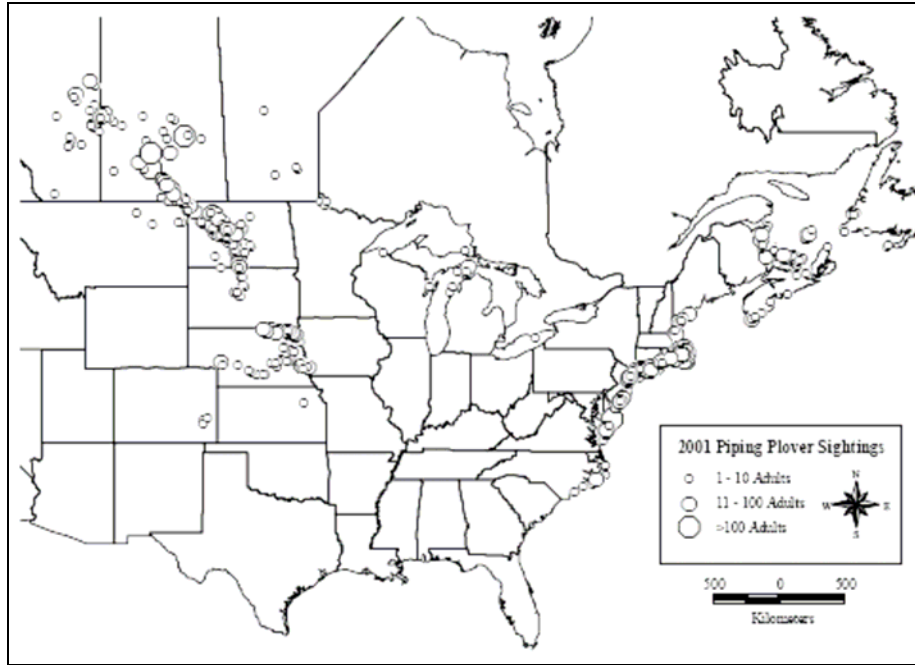 2001 Piping Plover Sightings
1 - 10 Adults
11 - 100 Adults
>100 Adults
N
W
E
S
500 0 500
Kilometers